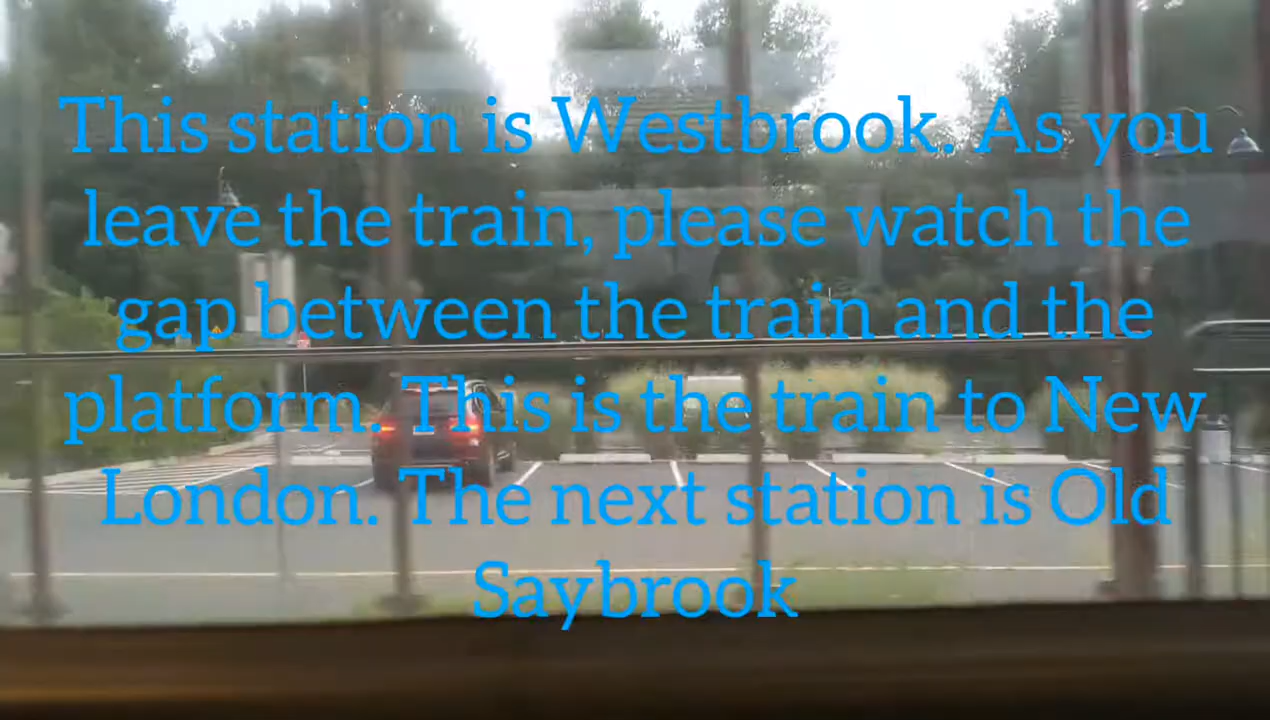 This station is Westbrook. As you
leave the train, please watch the
gap between the train and the
platform. This is the train to New
London. The next station is Old
Saybrook